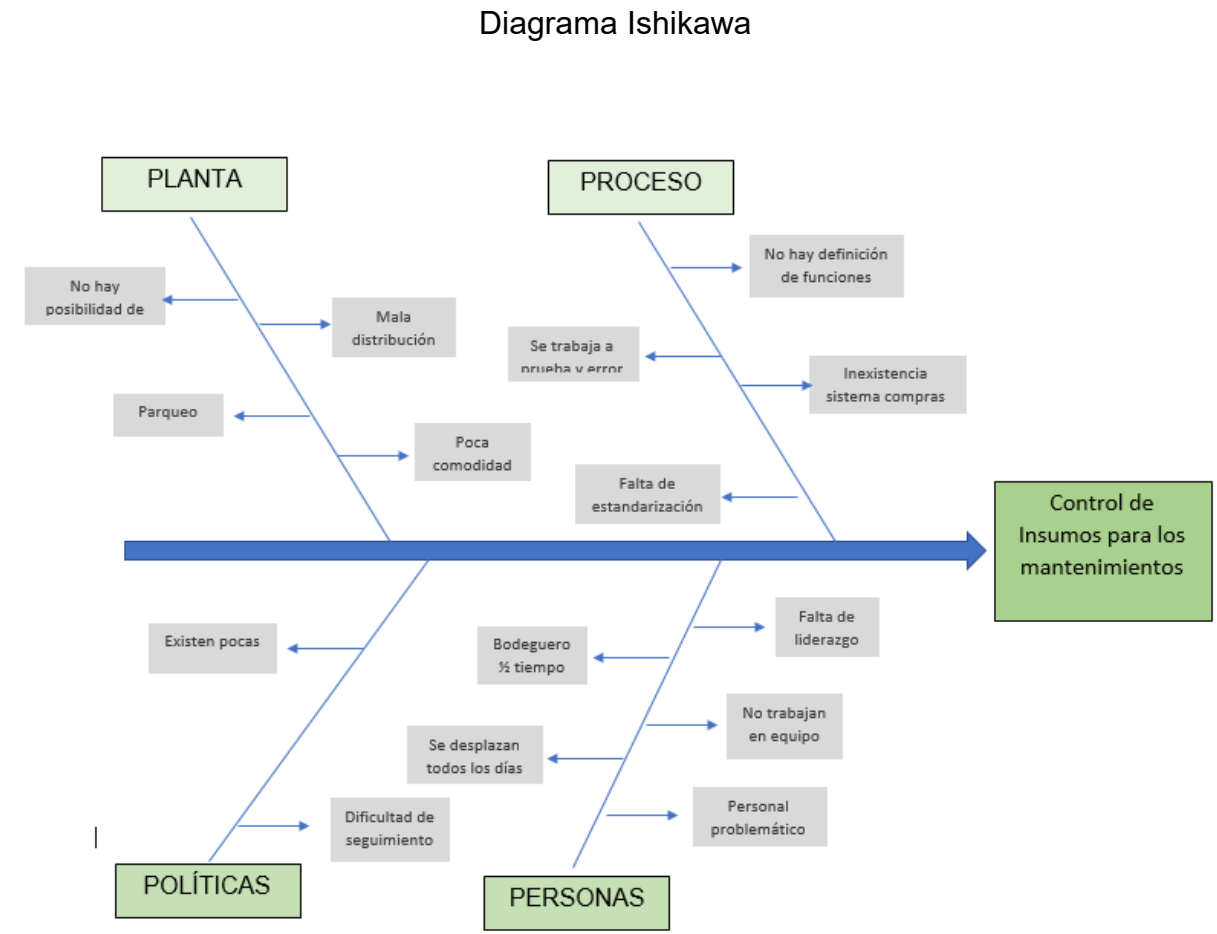 Diagrama Ishikawa
PLANTA
PROCESO
No hay definición
de funciones
No hay
posibilidad de
Mala
distribución
Se trabaja a
prueba y error
Inexistencia
sistema compras
Parqueo
Poca
comodidad
Falta de
estandarización
Control de
Insumos para los
mantenimientos
Existen pocas
Bodeguero
½ tiempo
Falta de
liderazgo
No trabajan
en equipo
Se desplazan
todos los días
Dificultad de
seguimiento
Personal
problemático
POLÍTICAS
PERSONAS